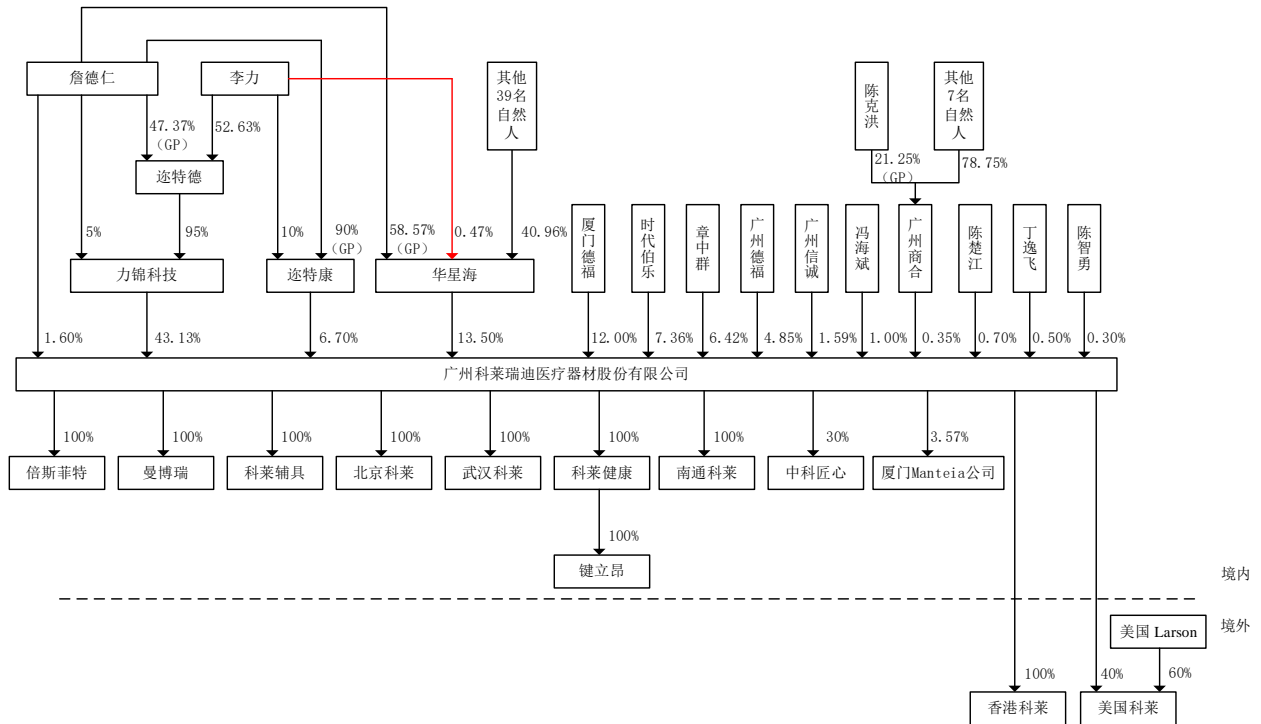 詹德仁
李力
其他
39名
自然
人
陈克洪
其他
7名
自然
人
47.37%
（GP）
52.63%
21.25%
(GP)
78.75%
迩特德
5%
95%
10%
90%
(GP)
58.57%
(GP)
0.47%
40.96%
厦门德福
时代伯乐
章中群
广州德福
广州信诚
冯海斌
广州商合
陈楚江
丁逸飞
陈智勇
力锦科技
迩特康
华星海
1.60%
43.13%
6.70%
13.50%
12.00%
7.36%
6.42%
4.85%
1.59%
1.00%
0.35%
0.70%
0.50%
0.30%
广州科莱瑞迪医疗器材股份有限公司
100%
100%
100%
100%
100%
100%
100%
30%
3.57%
倍斯菲特
曼博瑞
科莱辅具
北京科莱
武汉科莱
科莱健康
南通科莱
中科匠心
厦门Manteia公司
100%
键立昂
境内
境外
美国 Larson
100%
40%
60%
香港科莱
美国科莱